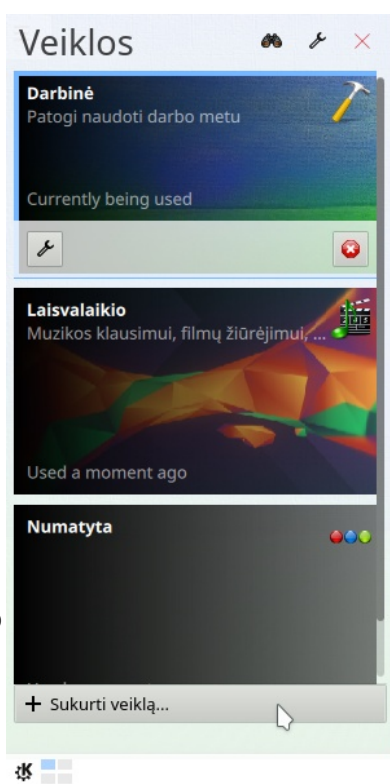 Veiklos
Darbinė
Patogi naudoti darbo metu
Currently being used
Laisvalaikio
Muzikos klausimui, filmų žiūrėjimui, ...
Used a moment ago
Numatyta
Sukurti veiklą...